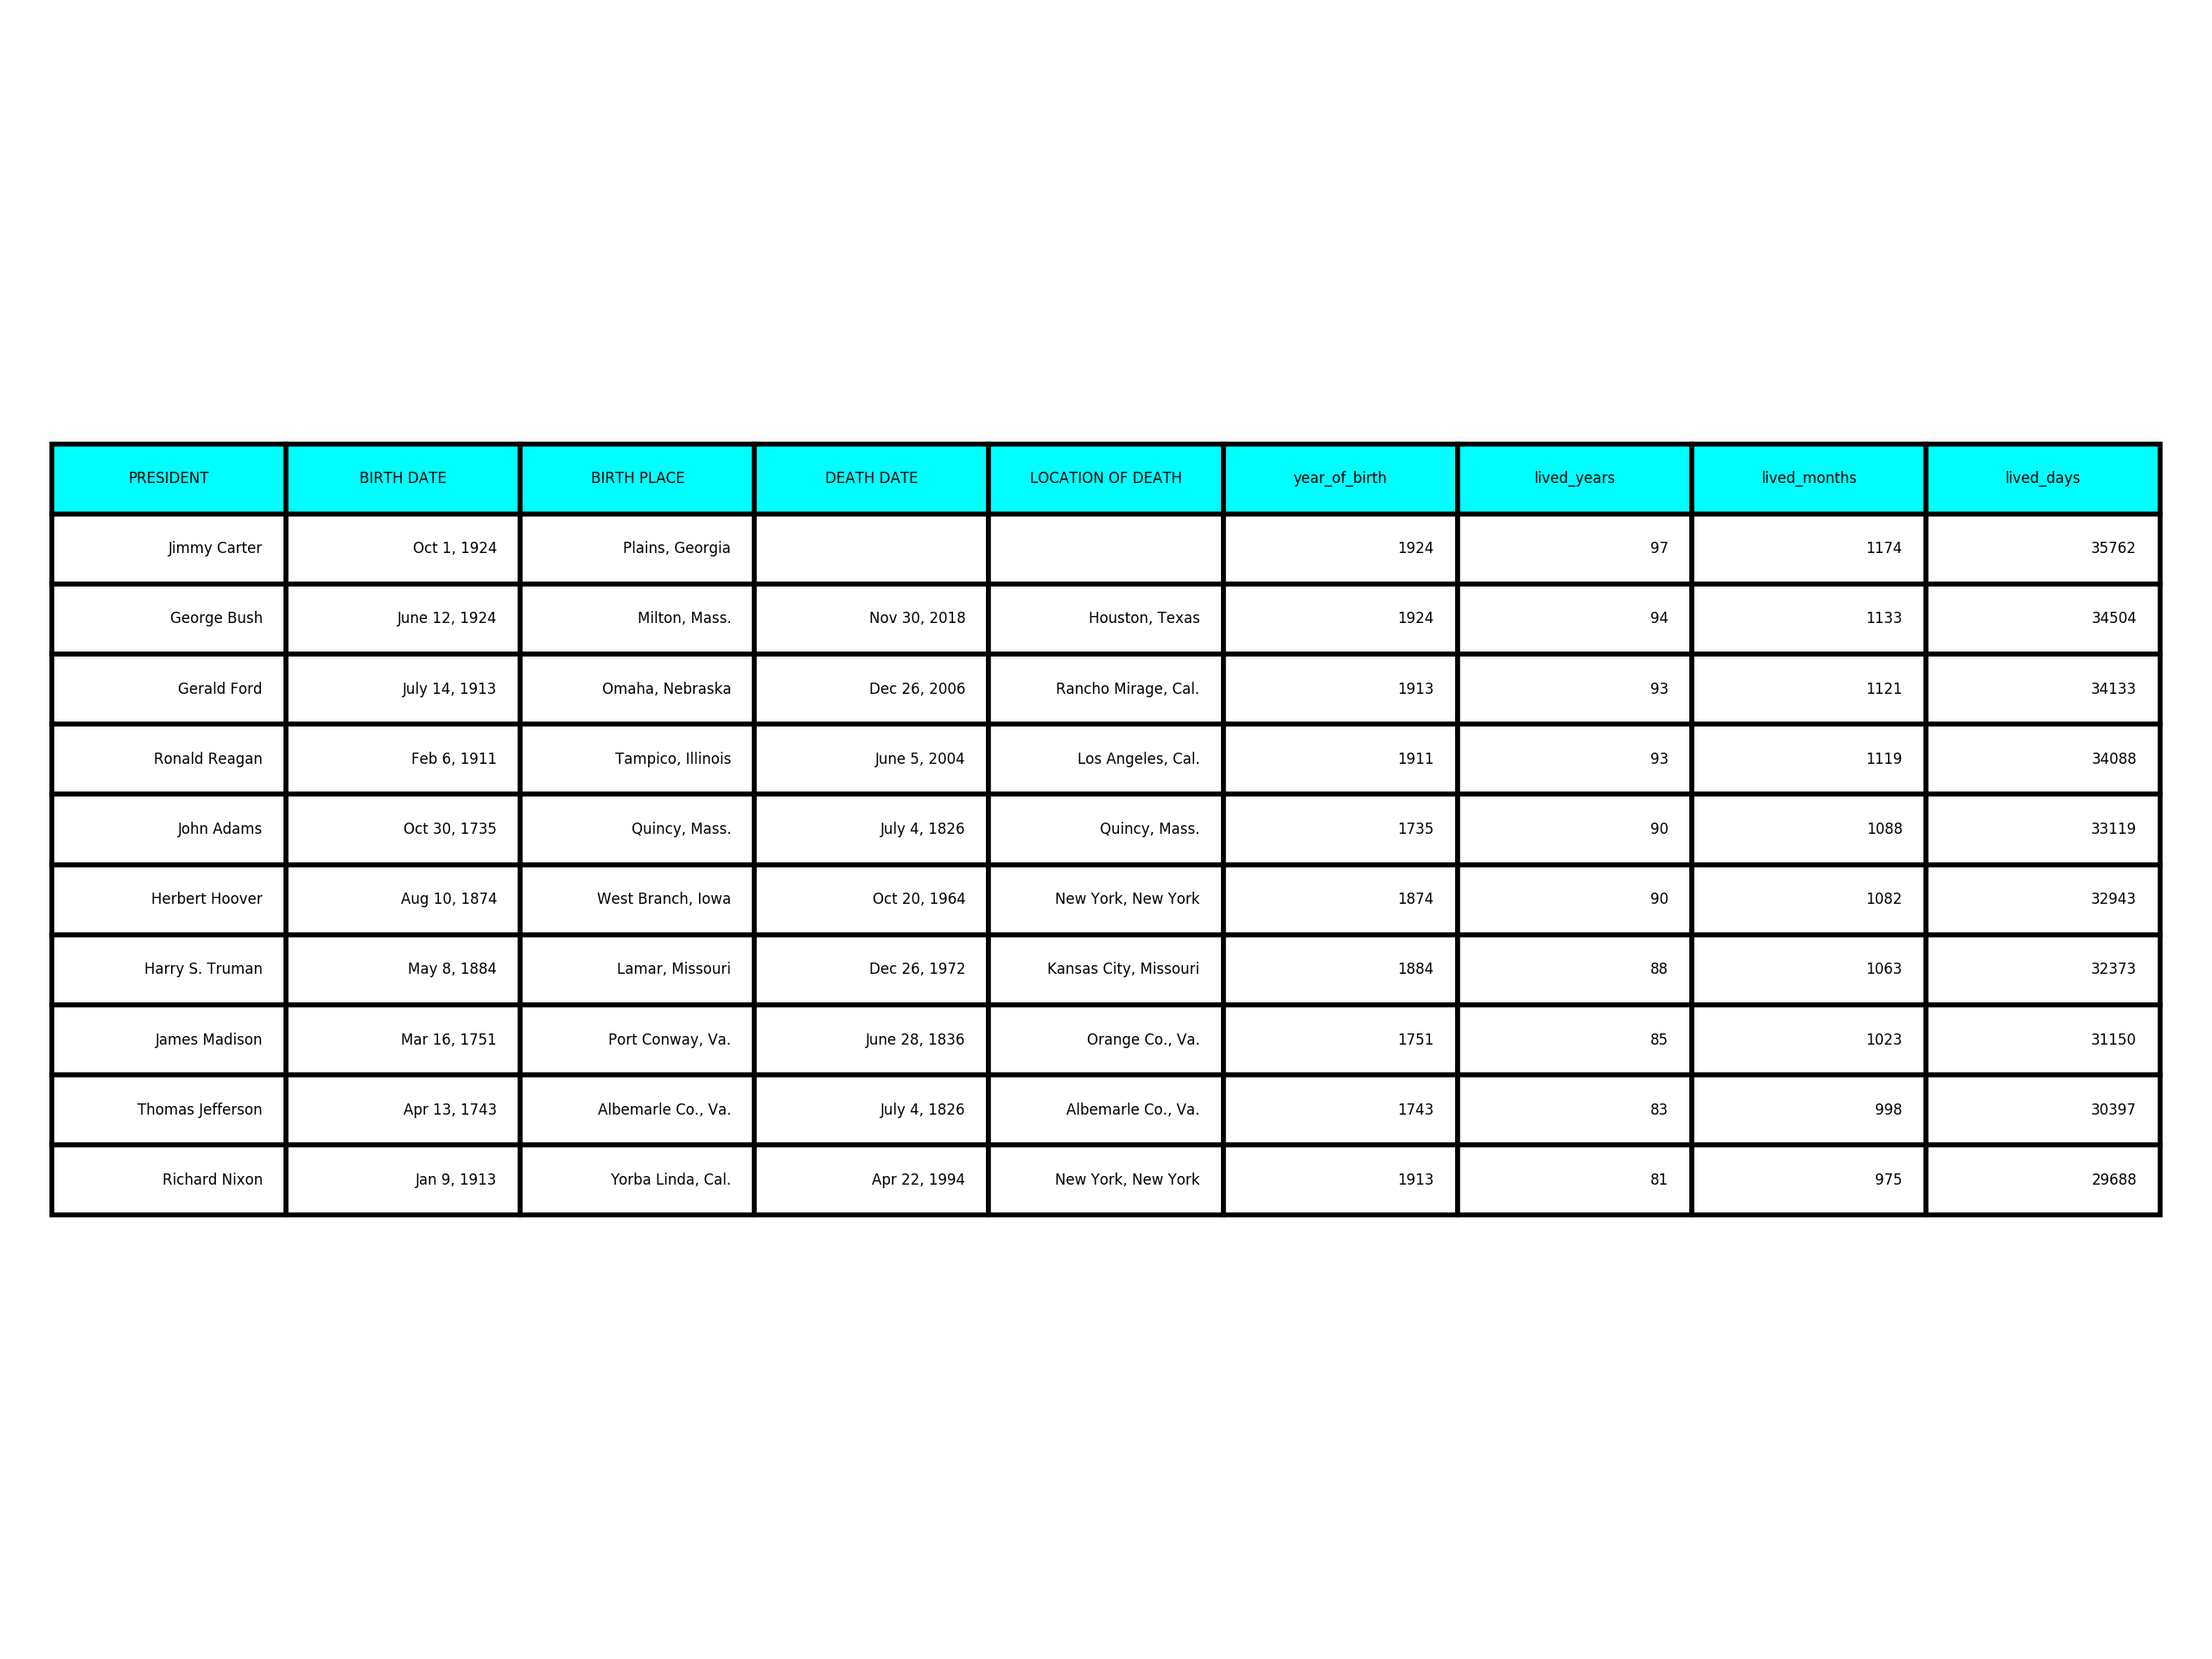 PRESIDENT BIRTH DATE BIRTH PLACE DEATH DATE LOCATION OF DEATH year_of_birth lived_years lived_months lived_days
Jimmy Carter Oct 1, 1924 Plains, Georgia 1924 97 1174 35762
George Bush June 12, 1924 Milton, Mass. Nov 30, 2018 Houston, Texas 1924 94 1133 34504
Gerald Ford July 14, 1913 Omaha, Nebraska Dec 26, 2006 Rancho Mirage, Cal. 1913 93 1121 34133
Ronald Reagan Feb 6, 1911 Tampico, Illinois June 5, 2004 Los Angeles, Cal. 1911 93 1119 34088
John Adams Oct 30, 1735 Quincy, Mass. July 4, 1826 Quincy, Mass. 1735 90 1088 33119
Herbert Hoover Aug 10, 1874 West Branch, Iowa Oct 20, 1964 New York, New York 1874 90 1082 32943
Harry S. Truman May 8, 1884 Lamar, Missouri Dec 26, 1972 Kansas City, Missouri 1884 88 1063 32373
James Madison Mar 16, 1751 Port Conway, Va. June 28, 1836 Orange Co., Va. 1751 85 1023 31150
Thomas Jefferson Apr 13, 1743 Albemarle Co., Va. July 4, 1826 Albemarle Co., Va. 1743 83 998 30397
Richard Nixon Jan 9, 1913 Yorba Linda, Cal. Apr 22, 1994 New York, New York 1913 81 975 29688